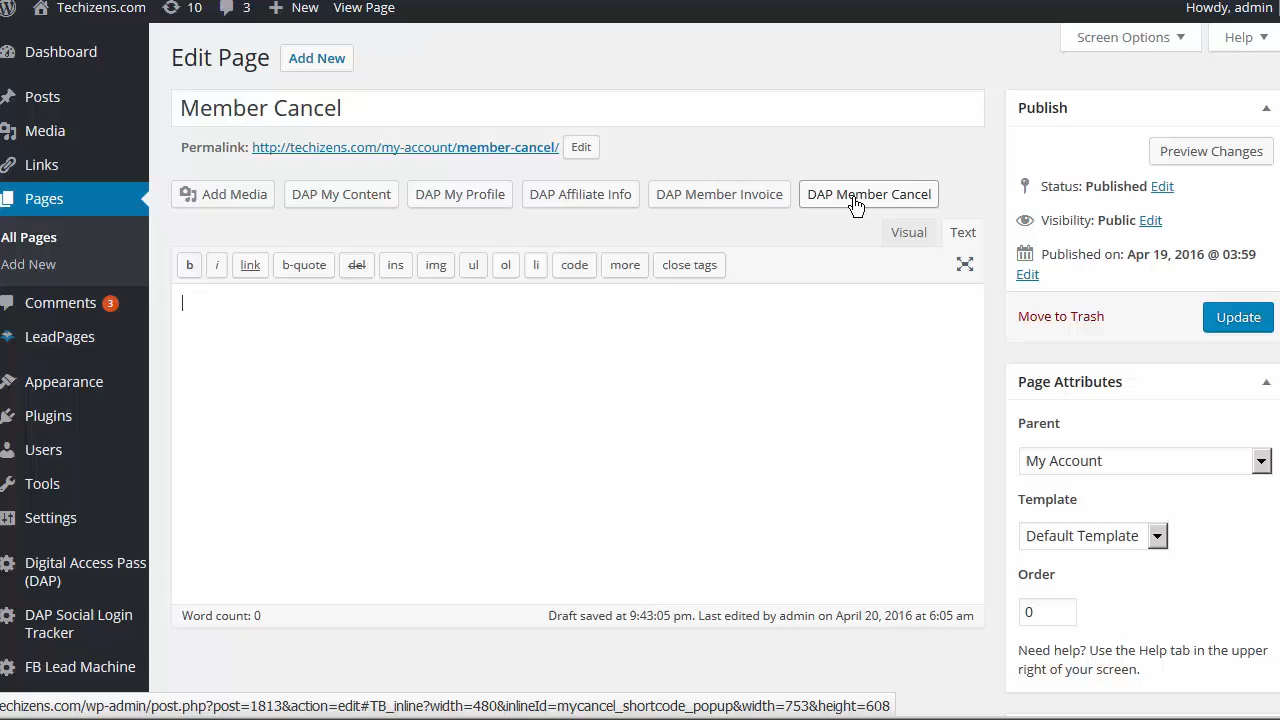 Techizens.com 10 3 New View Page Howdy, admin
Screen Options Help
Dashboard
Posts
Media
Links
Pages
All Pages
Add New
Comments 3
LeadPages
Appearance
Plugins
Users
Tools
Settings
Digital Access Pass
(DAP)
DAP Social Login
Tracker
FB Lead Machine
Edit Page Add New
Member Cancel
Permalink: http://techizens.com/my-account/member-cancel/ Edit
Add Media DAP My Content DAP My Profile DAP Affiliate Info DAP Member Invoice DAP Member Cancel
Visual Text
b i link b-quote del ins img ul ol li code more close tags
Word count: 0 Draft saved at 9:43:05 pm. Last edited by admin on April 20, 2016 at 6:05 am
Publish
Preview Changes
Status: Published Edit
Visibility: Public Edit
Published on: Apr 19, 2016 @ 03:59
Edit
Move to Trash Update
Page Attributes
Parent
My Account
Template
Default Template
Order
0
Need help? Use the Help tab in the upper
right of your screen.
techizens.com/wp-admin/post.php?post=1813&action=edit#TB_inline?width=480&inlineId=mycancel_shortcode_popup&width=753&height=608